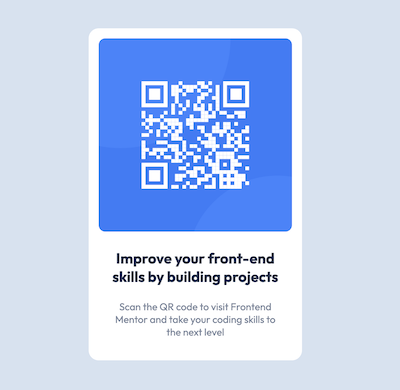 Improve your front-end
skills by building projects
Scan the QR code to visit Frontend
Mentor and take your coding skills to
the next level